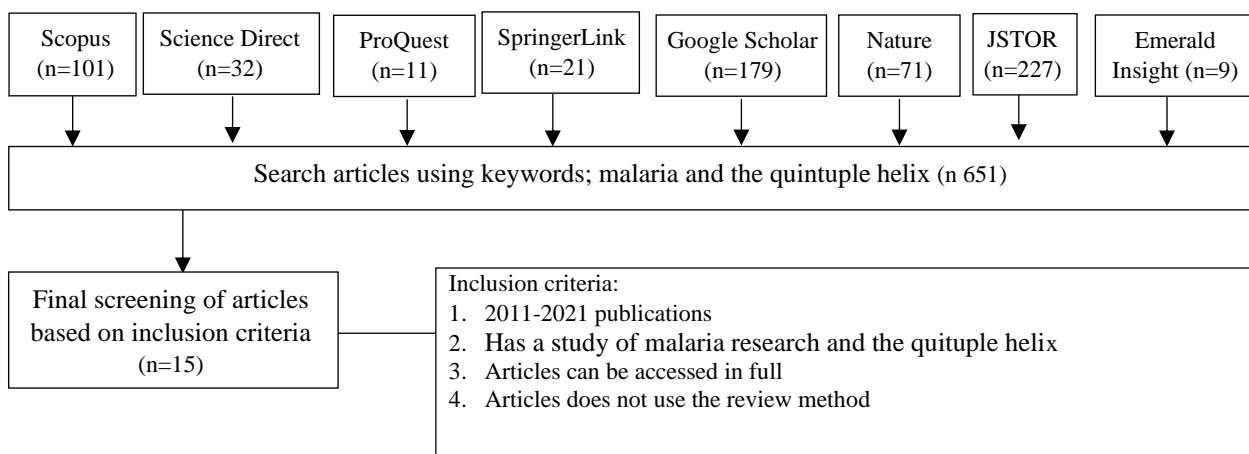 Scopus
(n=101)
Science Direct
(n=32)
ProQuest
(n=11)
SpringerLink
(n=21)
Google Scholar
(n=179)
Nature
(n=71)
JSTOR
(n=227)
Emerald
Insight (n=9)
Search articles using keywords; malaria and the quintuple helix (n 651)
Final screening of articles
based on inclusion criteria
(n=15)
Inclusion criteria:
1. 2011-2021 publications
2. Has a study of malaria research and the quituple helix
3. Articles can be accessed in full
4. Articles does not use the review method